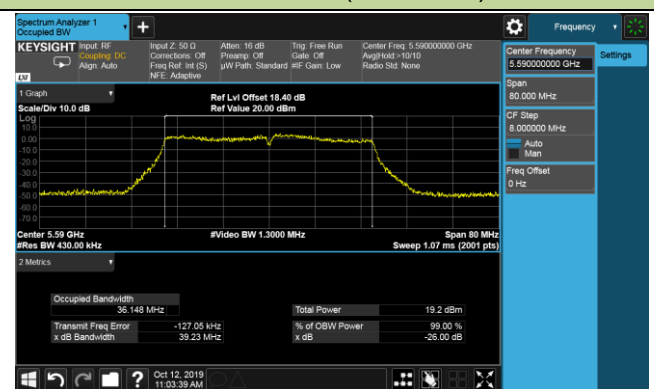 Spectrum Analyzer 1
Occupied BW
Frequency
KEYSIGHT Input: RF Input Z: 50 Ω Atten: 16 dB Trig: Free Run Center Freq: 5.590000000 GHz
Coupling: DC Corrections: Off Preamp: Off Gate: Off Avg|Hold:>10/10
Align: Auto Freq Ref: Int (S) µW Path: Standard #IF Gain: Low Radio Std: None
NFE: Adaptive
LXI
Center Frequency
5.590000000 GHz
Settings
Span
80.000 MHz
CF Step
8.000000 MHz
Auto
Man
Freq Offset
0 Hz
1 Graph
Ref Lvl Offset 18.40 dB
Scale/Div 10.0 dB Ref Value 20.00 dBm
Log
10.0
0.00
-10.0
-20.0
-30.0
-40.0
-50.0
-60.0
-70.0
Center 5.59 GHz #Video BW 1.3000 MHz Span 80 MHz
#Res BW 430.00 kHz Sweep 1.07 ms (2001 pts)
2 Metrics
Occupied Bandwidth
36.148 MHz Total Power 19.2 dBm
Transmit Freq Error -127.05 kHz % of OBW Power 99.00 %
x dB Bandwidth 39.23 MHz x dB -26.00 dB
? Oct 12, 2019
11:03:39 AM